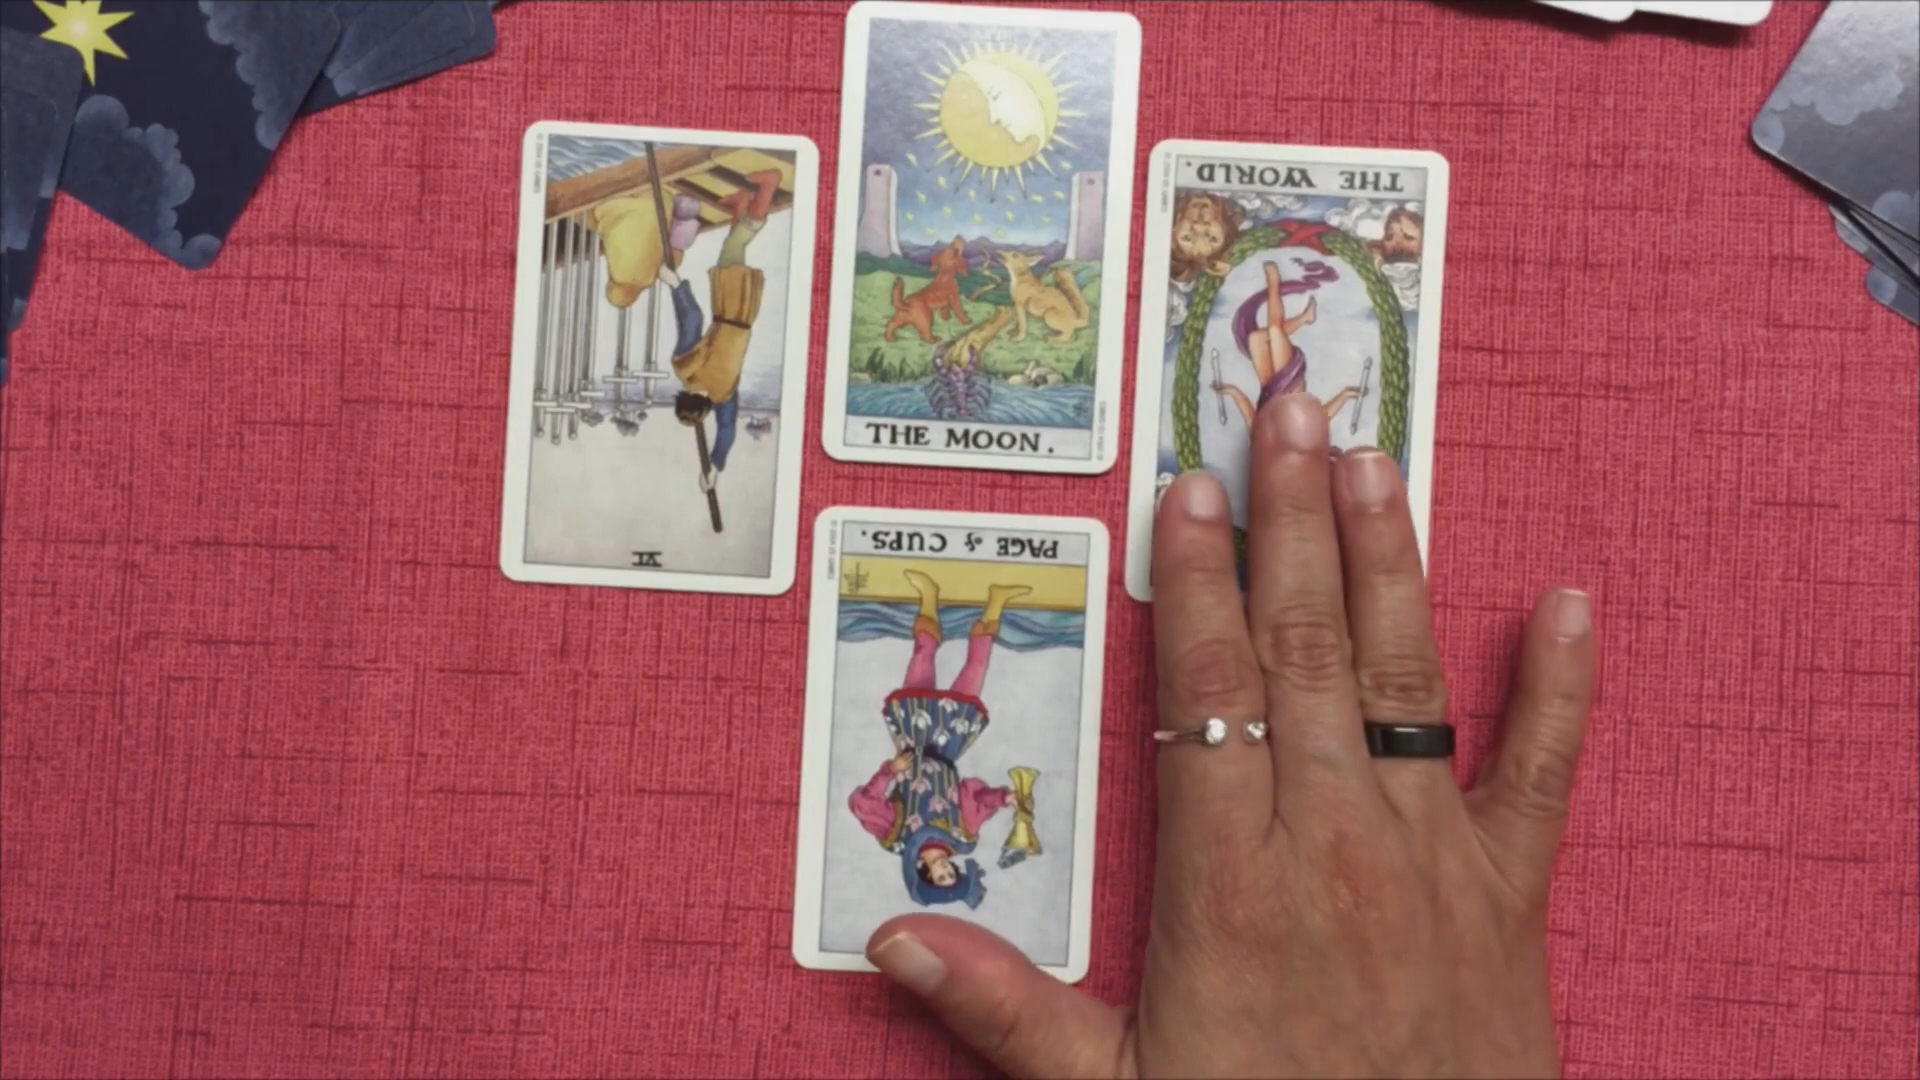 THE MOON.
THE WORLD.
VI
PAGE of CUPS.